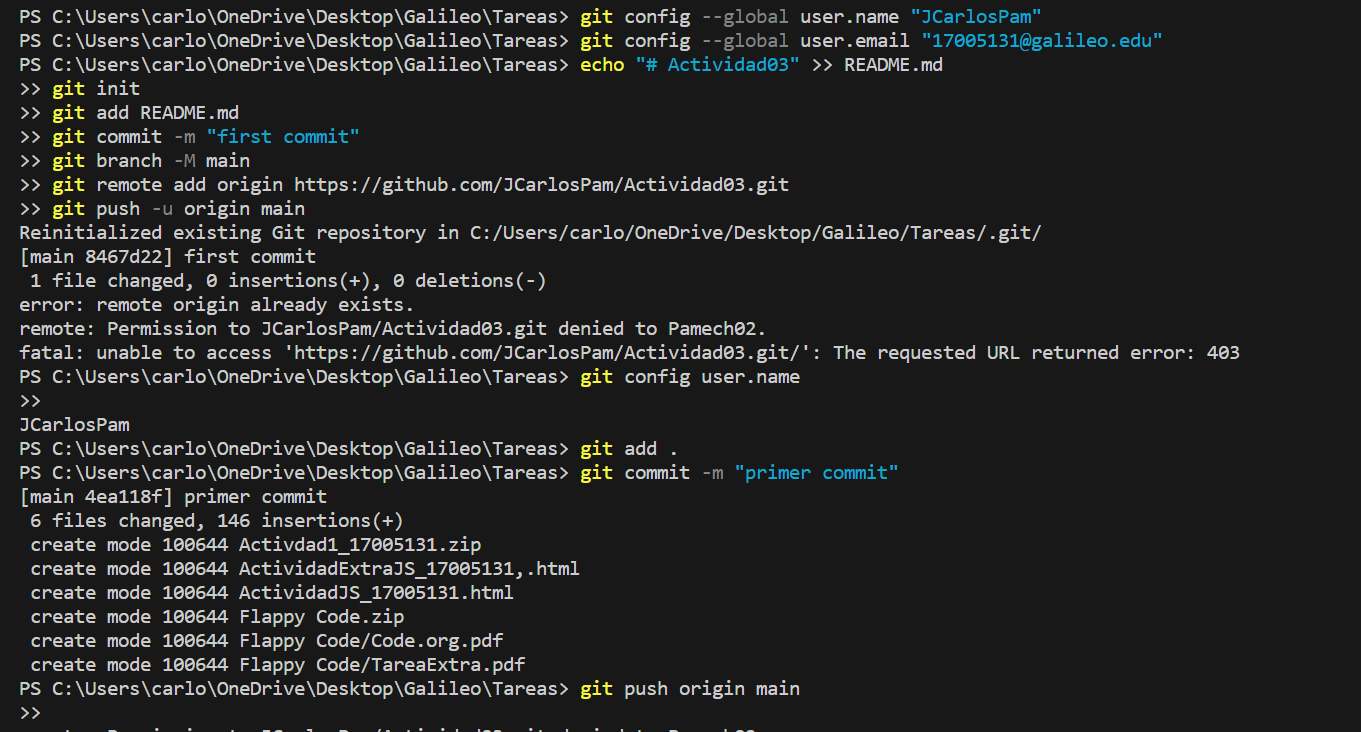 PS C:\Users\carlo\OneDrive\Desktop\Galileo\Tareas> git config --global user.name "JCarlosPam"
PS C:\Users\carlo\OneDrive\Desktop\Galileo\Tareas> git config --global user.email "17005131@galileo.edu"
PS C:\Users\carlo\OneDrive\Desktop\Galileo\Tareas> echo "# Actividad03" >> README.md
>> git init
>> git add README.md
>> git commit -m "first commit"
>> git branch -M main
>> git remote add origin https://github.com/JCarlosPam/Actividad03.git
>> git push -u origin main
Reinitialized existing Git repository in C:/Users/carlo/OneDrive/Desktop/Galileo/Tareas/.git/
[main 8467d22] first commit
 1 file changed, 0 insertions(+), 0 deletions(-)
error: remote origin already exists.
remote: Permission to JCarlosPam/Actividad03.git denied to Pamech02.
fatal: unable to access 'https://github.com/JCarlosPam/Actividad03.git/': The requested URL returned error: 403
PS C:\Users\carlo\OneDrive\Desktop\Galileo\Tareas> git config user.name
>>
JCarlosPam
PS C:\Users\carlo\OneDrive\Desktop\Galileo\Tareas> git add .
PS C:\Users\carlo\OneDrive\Desktop\Galileo\Tareas> git commit -m "primer commit"
[main 4ea118f] primer commit
 6 files changed, 146 insertions(+)
 create mode 100644 Activdad1_17005131.zip
 create mode 100644 ActividadExtraJS_17005131,.html
 create mode 100644 ActividadJS_17005131.html
 create mode 100644 Flappy Code.zip
 create mode 100644 Flappy Code/Code.org.pdf
 create mode 100644 Flappy Code/TareaExtra.pdf
PS C:\Users\carlo\OneDrive\Desktop\Galileo\Tareas> git push origin main
>>